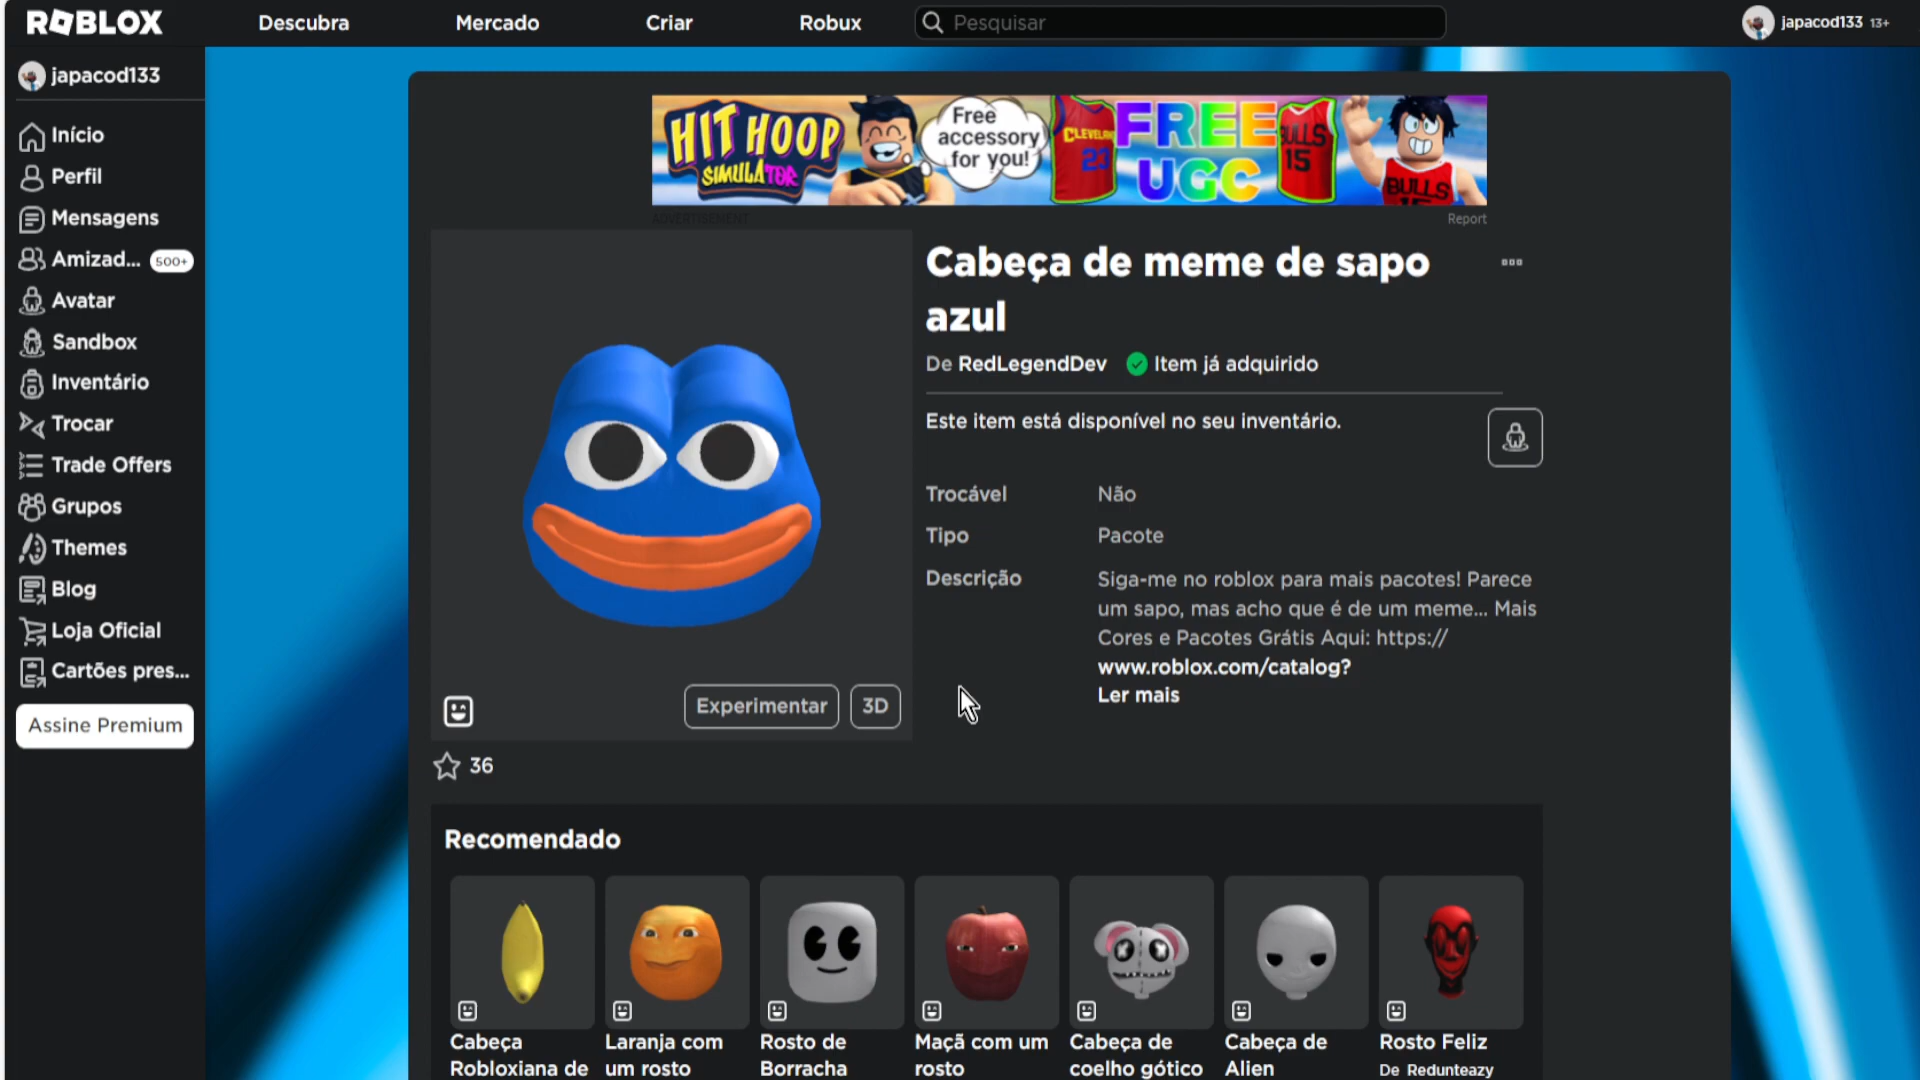 ROBLOX
Descubra
Mercado
Criar
Robux
Pesquisar
japacod133 13+
japacod133
Início
Perfil
Mensagens
Amizad... 500+
Avatar
Sandbox
Inventário
Trocar
Trade Offers
Grupos
Themes
Blog
Loja Oficial
Cartões pres...
Assine Premium
HIT HOOP
SIMULATOR
Free
accessory
for you!
CLEVELAND
23
FREE
UGC
BULLS
15
BULLS
ADVERTISEMENT
Report
Cabeça de meme de sapo
azul
De RedLegendDev
Item já adquirido
Este item está disponível no seu inventário.
Trocável Não
Tipo Pacote
Descrição Siga-me no roblox para mais pacotes! Parece
um sapo, mas acho que é de um meme... Mais
Cores e Pacotes Grátis Aqui: https://
www.roblox.com/catalog?
Ler mais
Experimentar
3D
36
Recomendado
Cabeça
Robloxiana de
Laranja com
um rosto
Rosto de
Borracha
Maçã com um
rosto
Cabeça de
coelho gótico
Cabeça de
Alien
Rosto Feliz
De Redunteazy